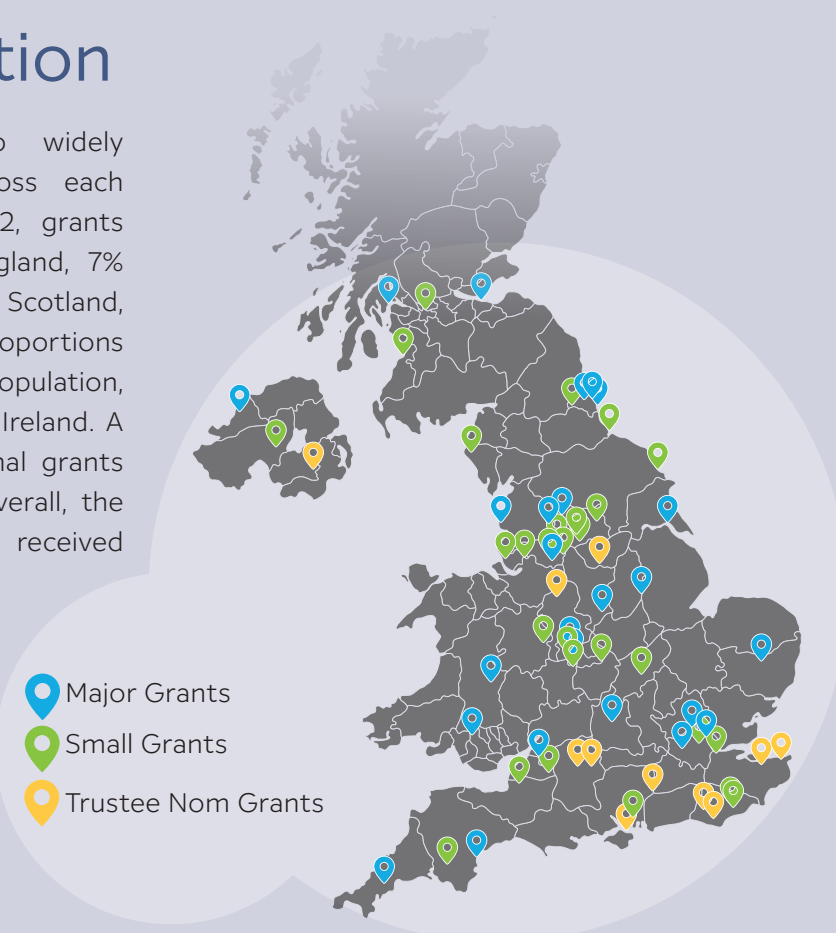 tion
o widely
oss each
2, grants
gland, 7%
Scotland,
oportions
opulation,
Ireland. A
nal grants
verall, the
received
Major Grants
Small Grants
Trustee Nom Grants